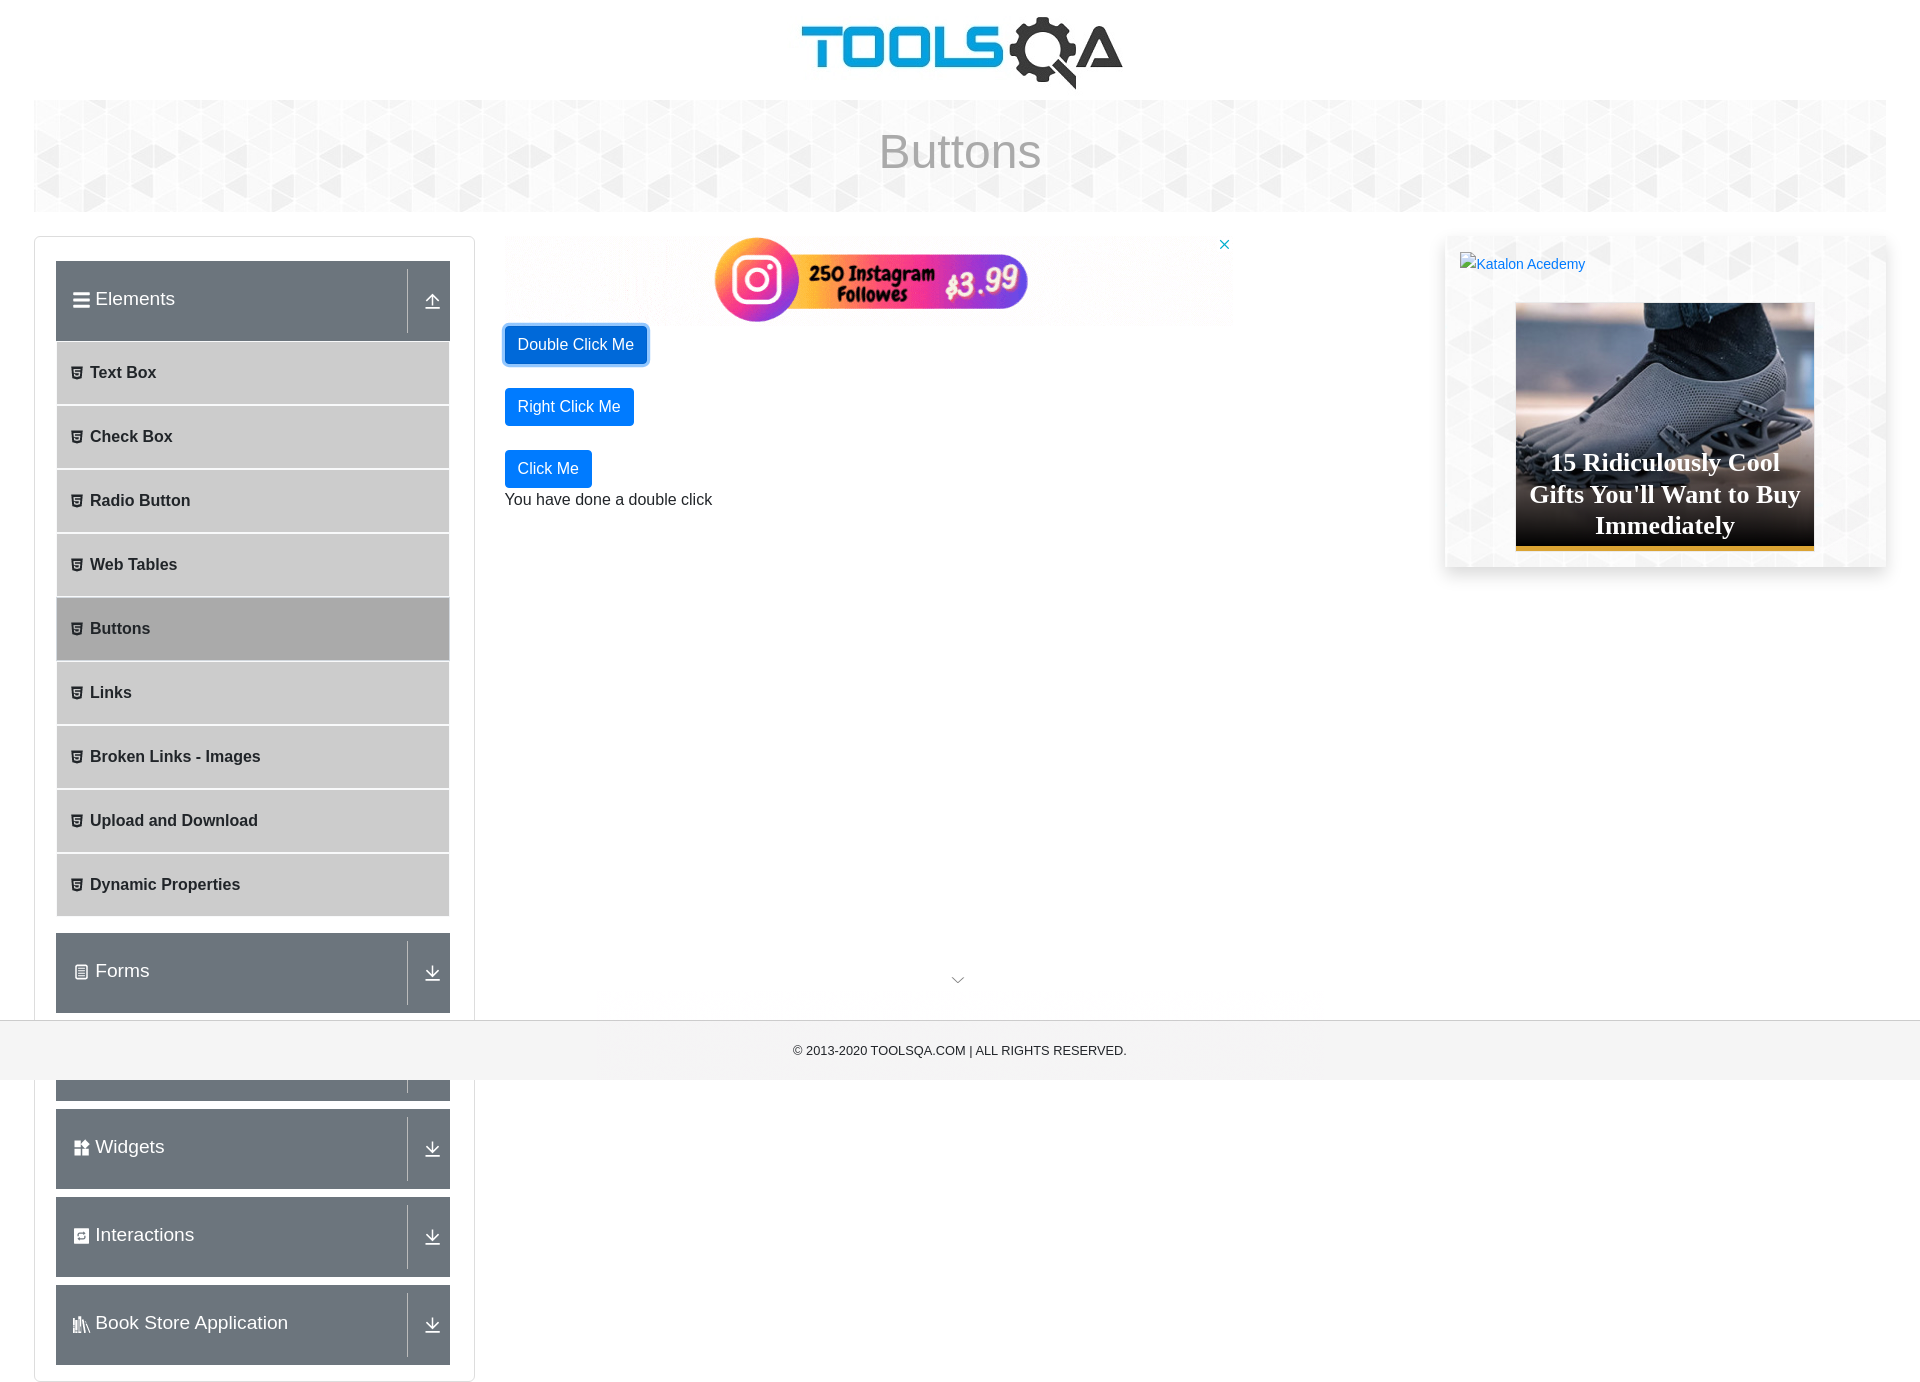 TOOLSQA
Buttons
Elements
Text Box
Check Box
Radio Button
Web Tables
Buttons
Links
Broken Links - Images
Upload and Download
Dynamic Properties
Forms
Widgets
Interactions
Book Store Application
250 Instagram
Followes
$3.99
Double Click Me
Right Click Me
Click Me
You have done a double click
Katalon Acedemy
15 Ridiculously Cool
Gifts You'll Want to Buy
Immediately
© 2013-2020 TOOLSQA.COM | ALL RIGHTS RESERVED.